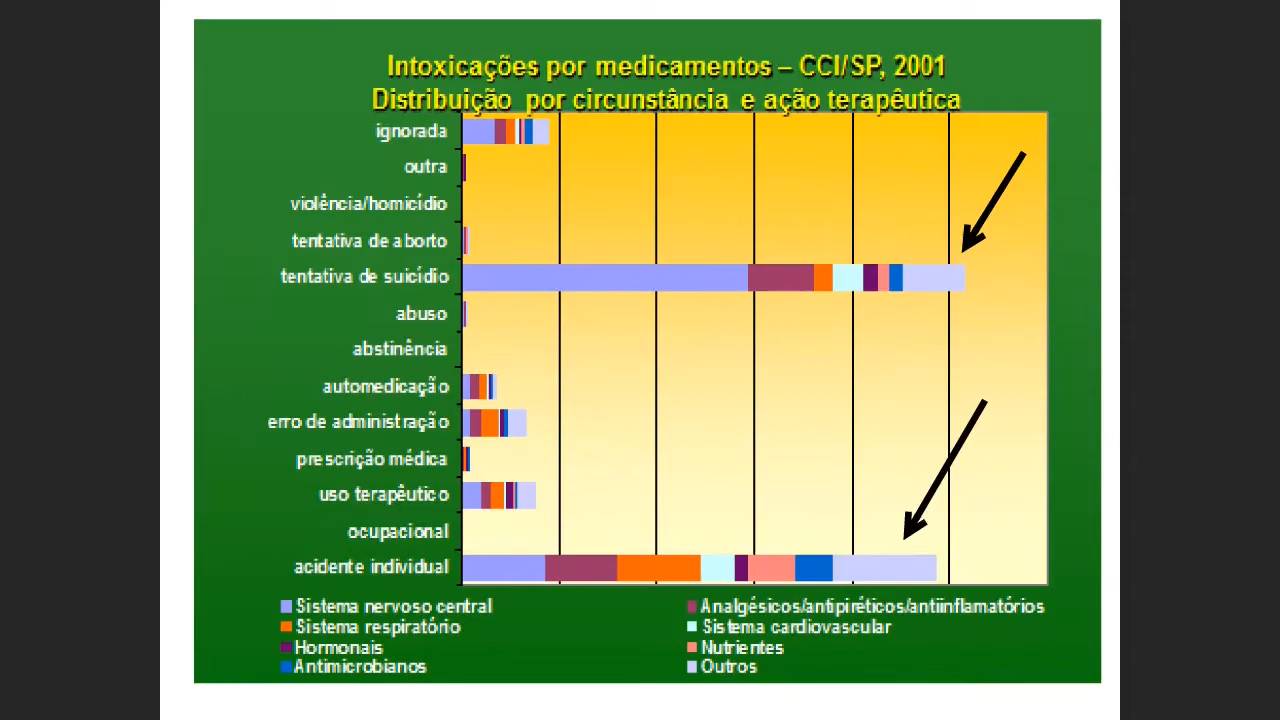 Intoxicações por medicamentos – CCI/SP, 2001
Distribuição por circunstância e ação terapêutica
ignorada
outra
violência/homicídio
tentativa de aborto
tentativa de suicídio
abuso
abstinência
automedicação
erro de administração
prescrição médica
uso terapêutico
ocupacional
acidente individual
Sistema nervoso central
Analgésicos/antipiréticos/antiinflamatórios
Sistema respiratório
Sistema cardiovascular
Hormonais
Nutrientes
Antimicrobianos
Outros